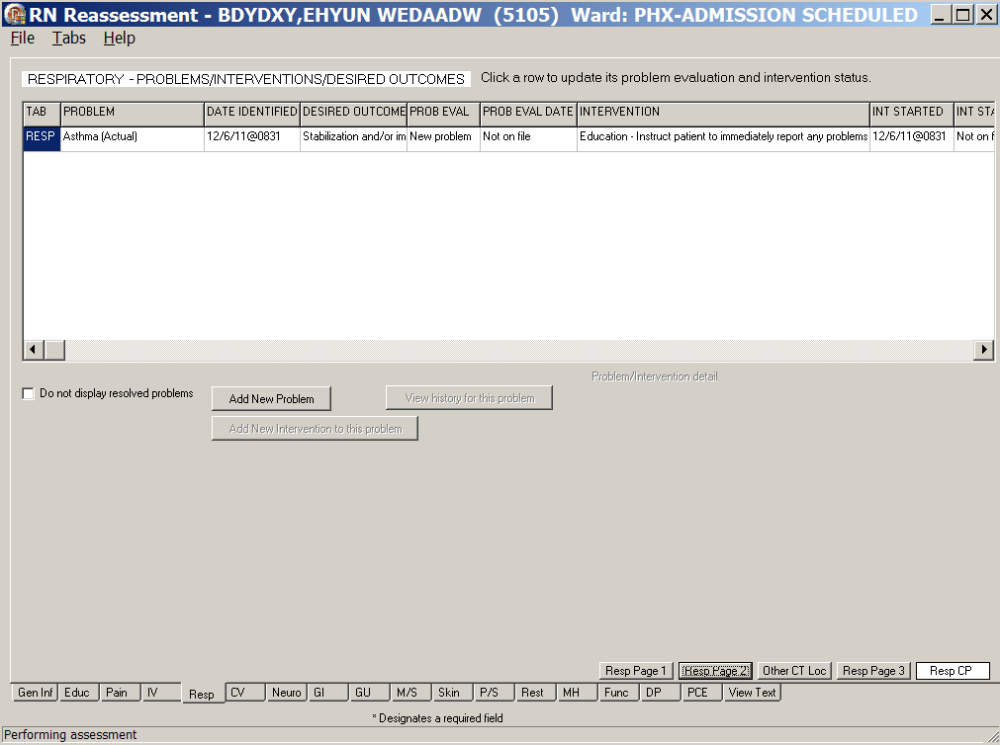 RN Reassessment - BDYDXY,EHYUN WEDAADW (5105) Ward: PHX-ADMISSION SCHEDULED
File Tabs Help
RESPIRATORY - PROBLEMS/INTERVENTIONS/DESIRED OUTCOMES Click a row to update its problem evaluation and intervention status.
TAB PROBLEM DATE IDENTIFIED DESIRED OUTCOME PROB EVAL PROB EVAL DATE INTERVENTION INT STARTED INT STA
RESP Asthma (Actual) 12/6/11@0831 Stabilization and/or im New problem Not on file Education - Instruct patient to immediately report any problems 12/6/11@0831 Not on f
Problem/Intervention detail
Do not display resolved problems Add New Problem View history for this problem
Add New Intervention to this problem
Resp Page 1 Resp Page 2 Other CT Loc Resp Page 3 Resp CP
Gen Inf Educ Pain IV Resp CV Neuro GI GU M/S Skin P/S Rest MH Func DP PCE View Text
* Designates a required field
Performing assessment